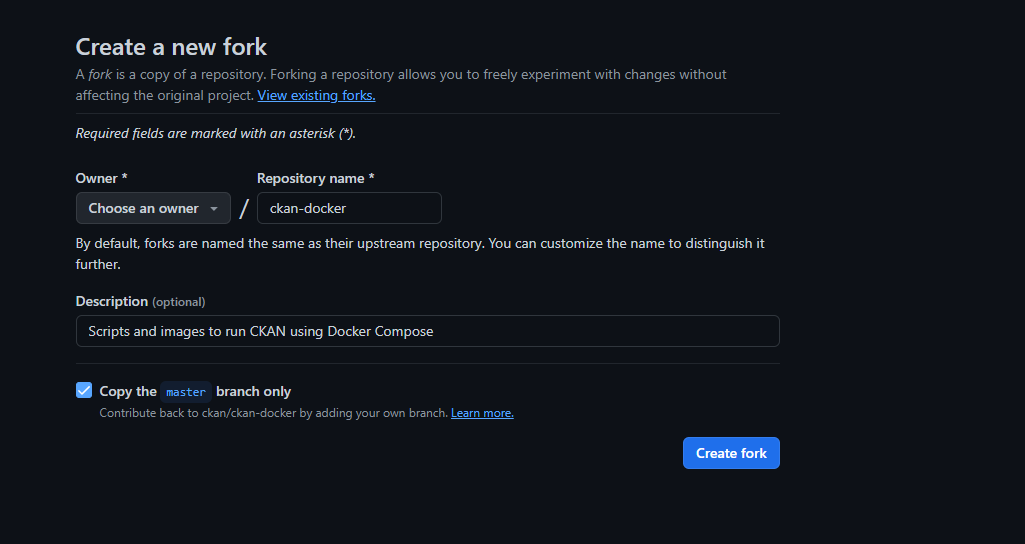 Create a new fork
A fork is a copy of a repository. Forking a repository allows you to freely experiment with changes without
affecting the original project. View existing forks.
Required fields are marked with an asterisk (*).
Owner * Repository name *
Choose an owner / ckan-docker
By default, forks are named the same as their upstream repository. You can customize the name to distinguish it
further.
Description (optional)
Scripts and images to run CKAN using Docker Compose
Copy the master branch only
Contribute back to ckan/ckan-docker by adding your own branch. Learn more.
Create fork